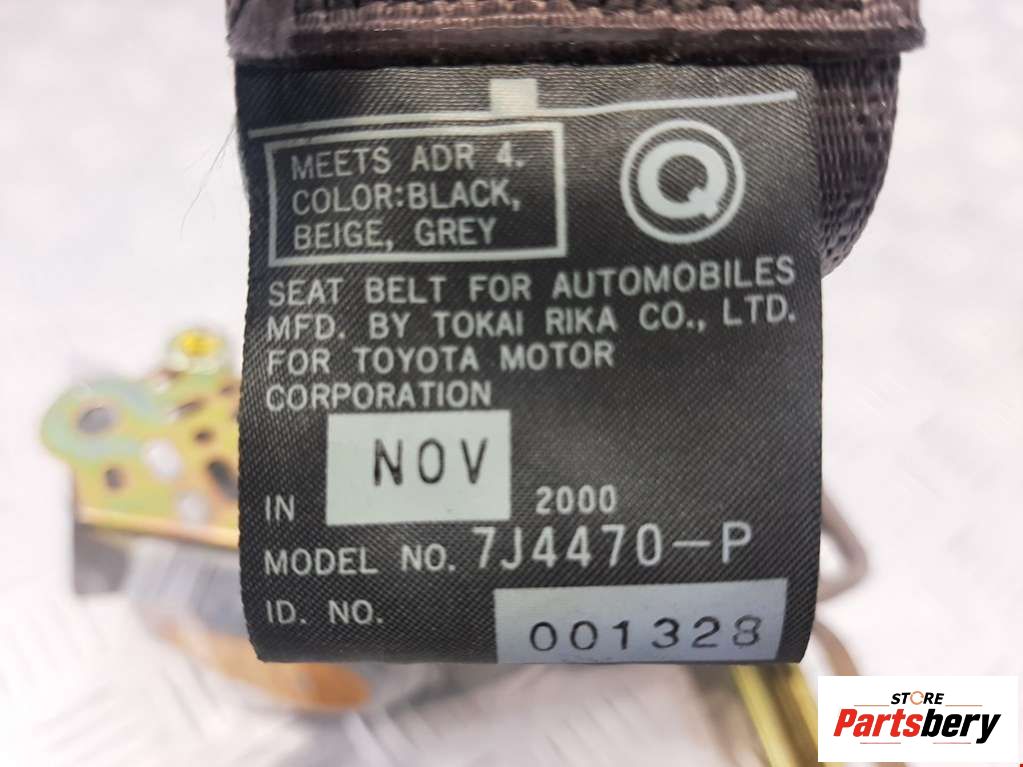 MEETS ADR 4.
COLOR:BLACK,
BEIGE, GREY
Q
SEAT BELT FOR AUTOMOBILES
MFD. BY TOKAI RIKA CO., LTD.
FOR TOYOTA MOTOR
CORPORATION
IN NOV 2000
MODEL NO. 7J4470-P
ID. NO. 001328
STORE
Partsbery